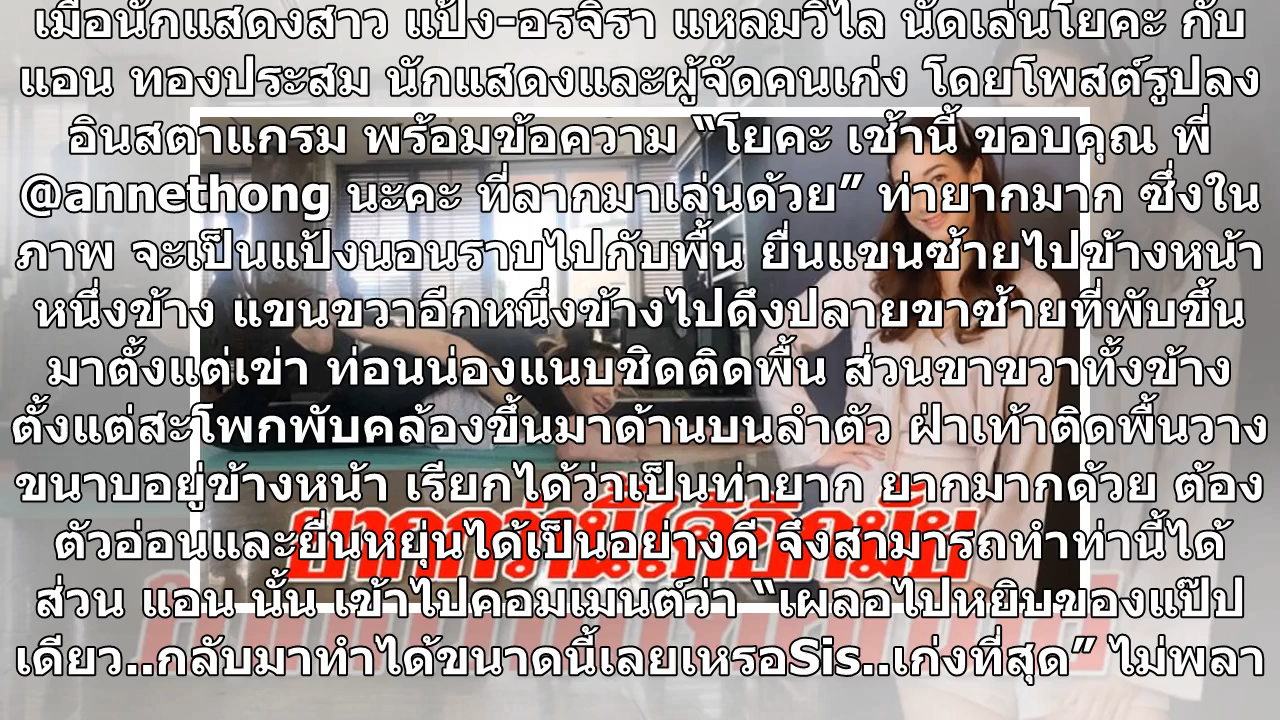 เมื่อนักแสดงสาว แป้ง-อรจิรา แหลมวิไล นัดเล่นโยคะ กับ
แอน ทองประสม นักแสดงและผู้จัดคนเก่ง โดยโพสต์รูปลง
อินสตาแกรม พร้อมข้อความ “โยคะ เช้านี้ ขอบคุณ พี่
@annethong นะคะ ที่ลากมาเล่นด้วย” ท่ายากมาก ซึ่งใน
ภาพ จะเป็นแป้งนอนราบไปกับพื้น ยื่นแขนซ้ายไปข้างหน้า
หนึ่งข้าง แขนขวาอีกหนึ่งข้างไปดึงปลายขาซ้ายที่พับขึ้น
มาตั้งแต่เข่า ท่อนน่องแนบชิดติดพื้น ส่วนขาขวาทั้งข้าง
ตั้งแต่สะโพกพับคล้องขึ้นมาด้านบนลำตัว ฝ่าเท้าติดพื้นวาง
ขนาบอยู่ข้างหน้า เรียกได้ว่าเป็นท่ายาก ยากมากด้วย ต้อง
ตัวอ่อนและยื่นหยุ่นได้เป็นอย่างดี จึงสามารถทำท่านี้ได้
ส่วน แอน นั้น เข้าไปคอมเมนต์ว่า “เผลอไปหยิบของแป๊ป
เดียว..กลับมาทำได้ขนาดนี้เลยเหรอSis..เก่งที่สุด” ไม่พลา
ยากกว่านี้ได้อีกมั้ย